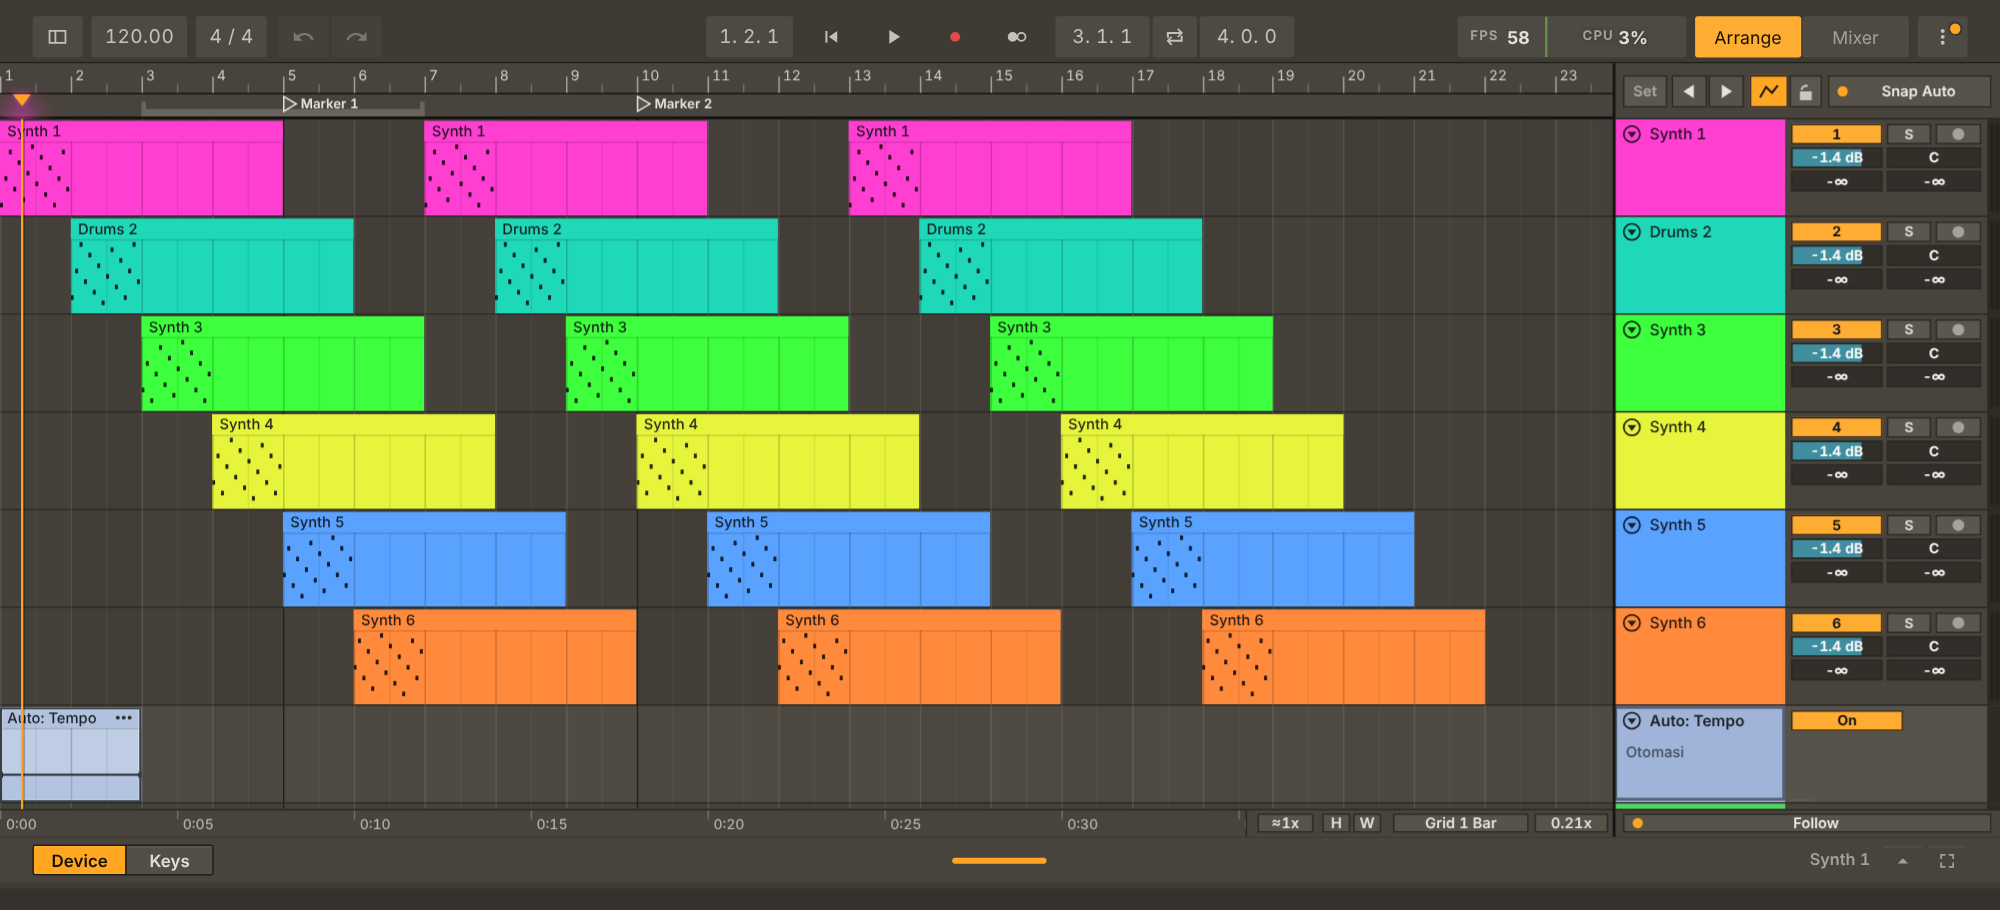 120.00 4 / 4 1. 2. 1 3. 1. 1 4. 0. 0 FPS 58 CPU 3% Arrange Mixer
1 2 3 4 5 6 7 8 9 10 11 12 13 14 15 16 17 18 19 20 21 22 23
Set Snap Auto
Marker 1 Marker 2
Synth 1 Synth 1 Synth 1 Synth 1 1 S
-1.4 dB C
-∞ -∞
Drums 2 Drums 2 Drums 2 Drums 2 2 S
-1.4 dB C
-∞ -∞
Synth 3 Synth 3 Synth 3 Synth 3 3 S
-1.4 dB C
-∞ -∞
Synth 4 Synth 4 Synth 4 Synth 4 4 S
-1.4 dB C
-∞ -∞
Synth 5 Synth 5 Synth 5 Synth 5 5 S
-1.4 dB C
-∞ -∞
Synth 6 Synth 6 Synth 6 Synth 6 6 S
-1.4 dB C
-∞ -∞
Auto: Tempo ••• Auto: Tempo On
Otomasi
0:00 0:05 0:10 0:15 0:20 0:25 0:30 ≈1x H W Grid 1 Bar 0.21x Follow
Device Keys Synth 1